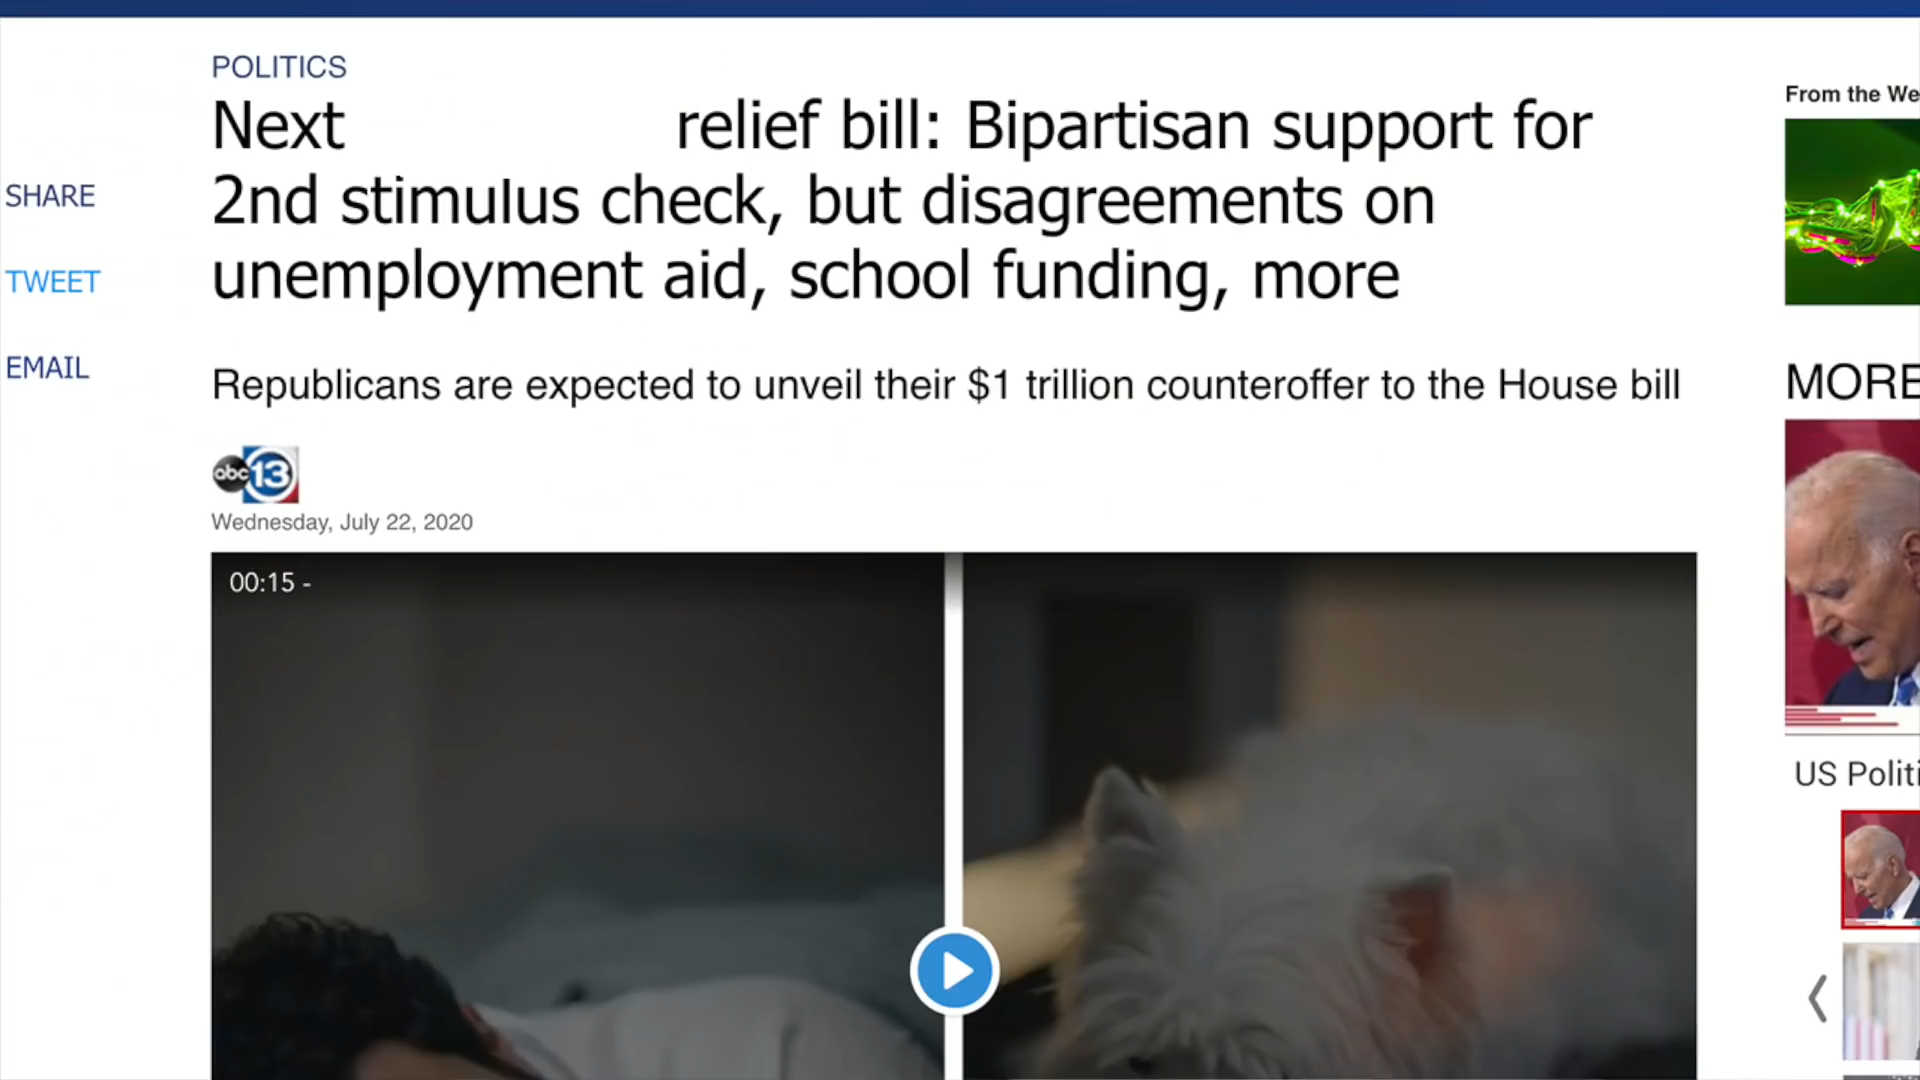 POLITICS
Next relief bill: Bipartisan support for
2nd stimulus check, but disagreements on
unemployment aid, school funding, more
SHARE
TWEET
EMAIL
Republicans are expected to unveil their $1 trillion counteroffer to the House bill
abc 13
Wednesday, July 22, 2020
00:15 -
From the We
MORE
US Politi